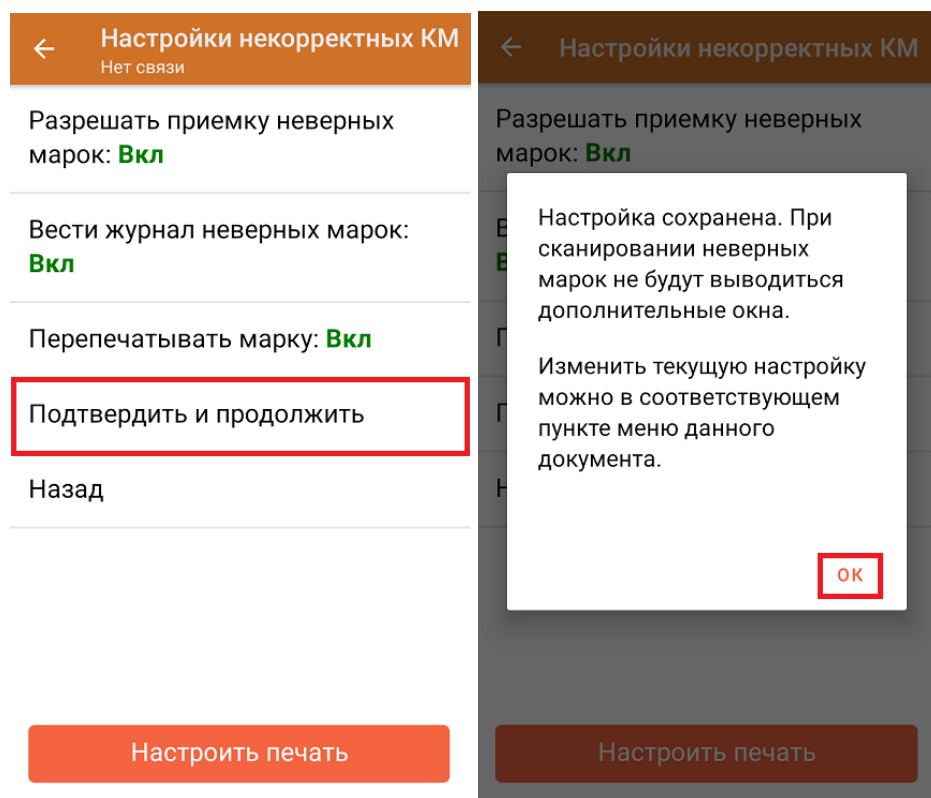 Настройки некорректных КМ
Нет связи
Разрешать приемку неверных
марок: Вкл
Вести журнал неверных марок:
Вкл
Перепечатывать марку: Вкл
Подтвердить и продолжить
Назад
Настроить печать
Настройки некорректных КМ
Разрешать приемку неверных
марок: Вкл
Настройка сохранена. При
сканировании неверных
марок не будут выводиться
дополнительные окна.
Изменить текущую настройку
можно в соответствующем
пункте меню данного
документа.
ОК
Настроить печать